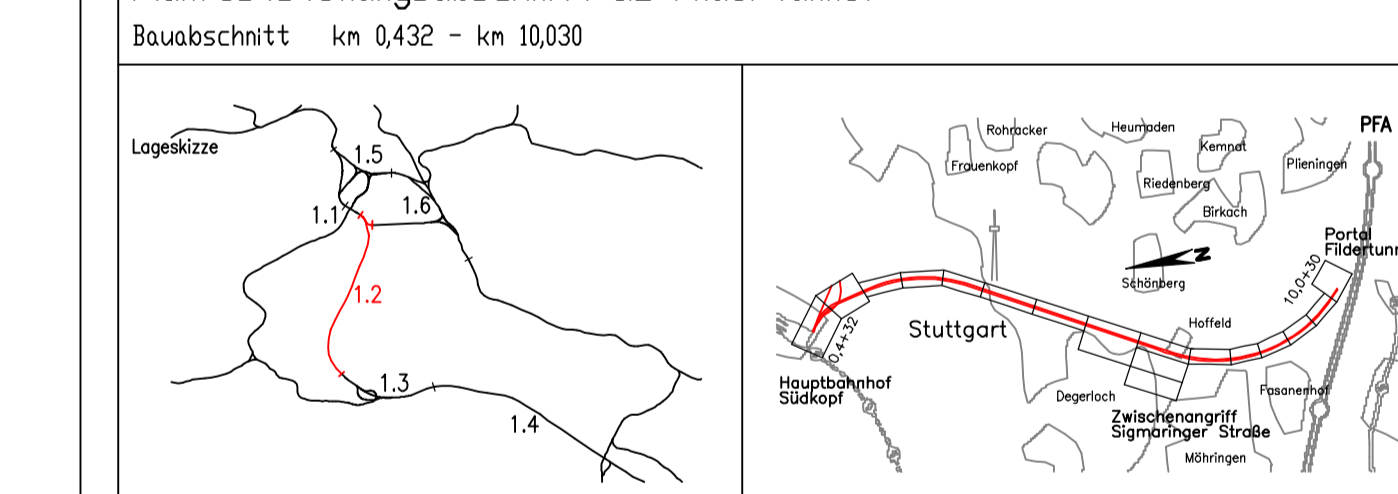 Bauabschnitt km 0,432 - km 10,030
Lageskizze
1.5
1.1
1.6
1.2
1.3
1.4
PFA
Rohracker
Heumaden
Kemnat
Frauenkopf
Plieningen
Riedenberg
Birkach
Portal
Fildertunn
N
Schönberg
10,0+30
Hoffeld
Stuttgart
0,4+32
Hauptbahnhof
Südkopf
Degerloch
Fasanenhof
Zwischenangriff
Sigmaringer Straße
Möhringen